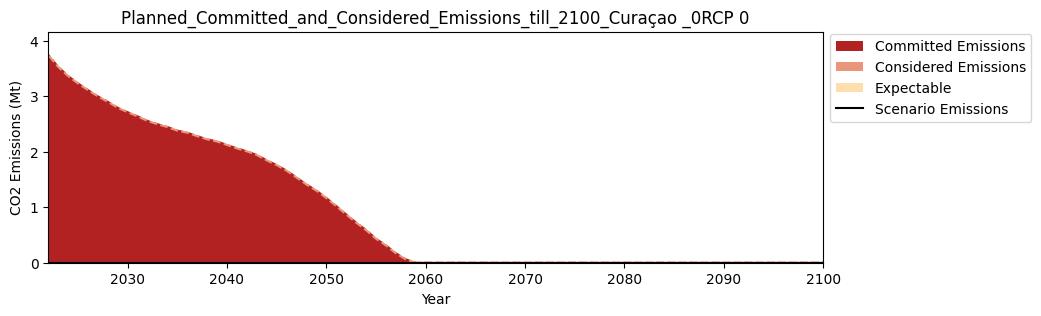 Planned_Committed_and_Considered_Emissions_till_2100_Curaçao _0RCP 0
CO2 Emissions (Mt)
4
3
2
1
0
2030 2040 2050 2060 2070 2080 2090 2100
Year
Committed Emissions
Considered Emissions
Expectable
Scenario Emissions